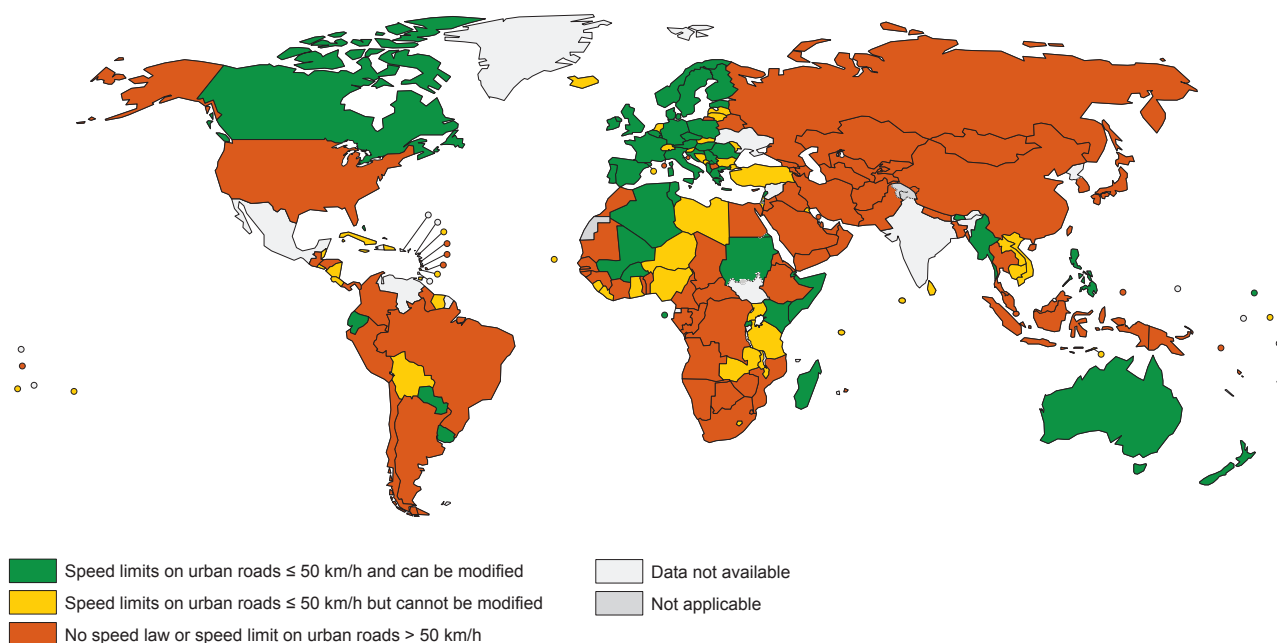 Speed limits on urban roads ≤ 50 km/h and can be modified
Speed limits on urban roads ≤ 50 km/h but cannot be modified
No speed law or speed limit on urban roads > 50 km/h
Data not available
Not applicable